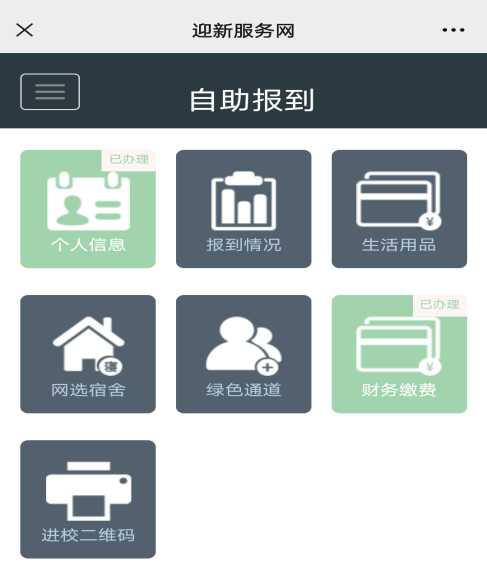 迎新服务网
自助报到
已办理
个人信息
报到情况
生活用品
¥
网选宿舍
寝
绿色通道
已办理
¥
财务缴费
进校二维码